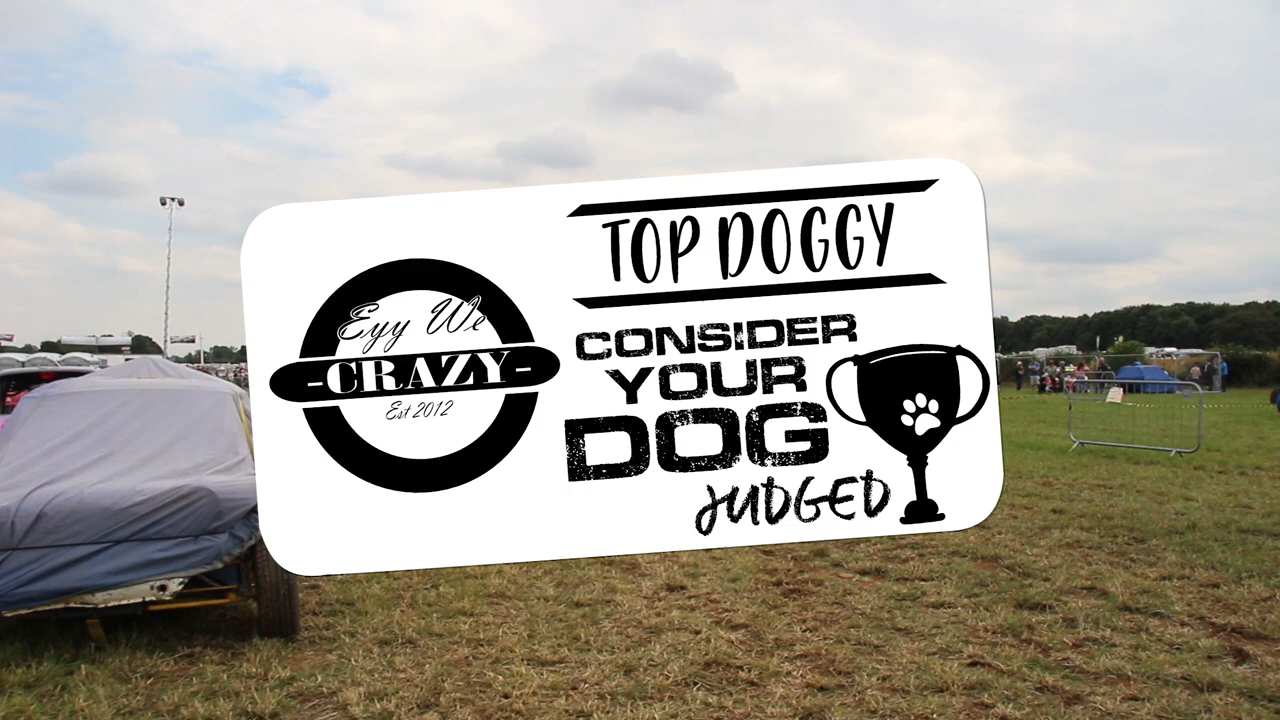 Eyy We
-CRAZY-
Est 2012
TOP DOGGY
CONSIDER
YOUR
DOG
JUDGED